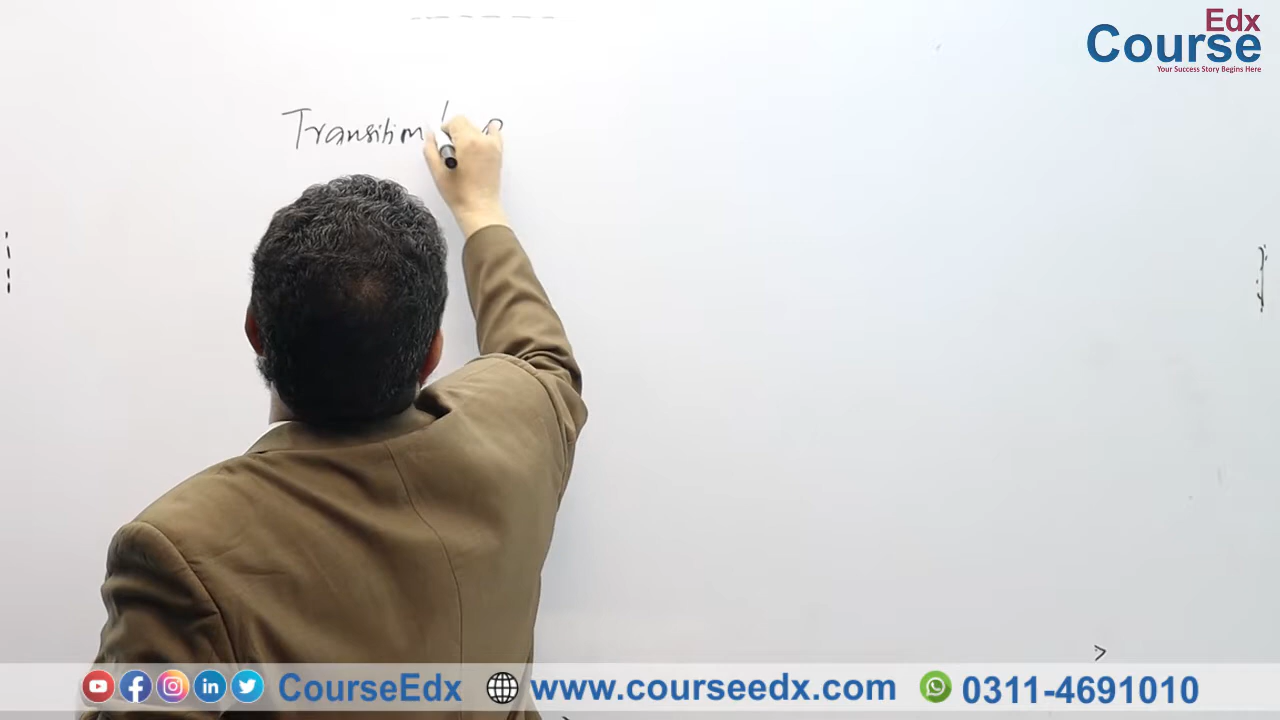 Edx
Course
Your Success Story Begins Here
Transition
CourseEdx www.courseedx.com 0311-4691010